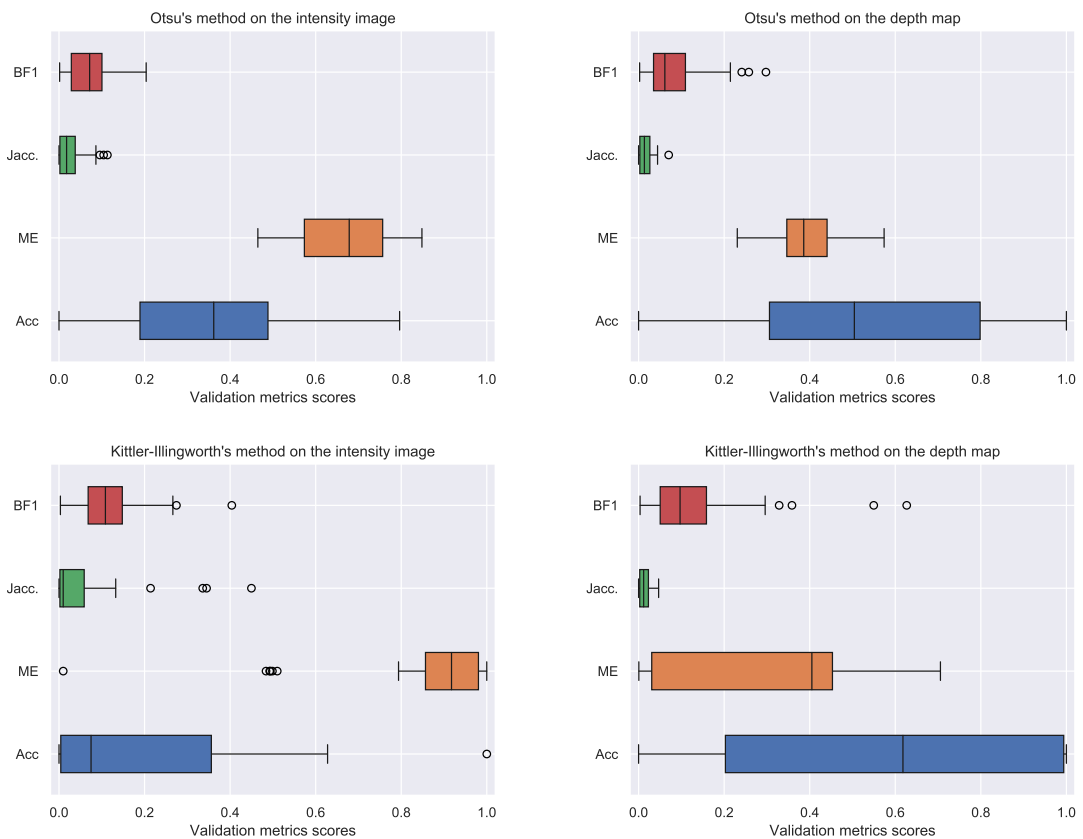 Otsu's method on the intensity image
BF1
Jacc.
ME
Acc
0.0 0.2 0.4 0.6 0.8 1.0
Validation metrics scores
Otsu's method on the depth map
BF1
Jacc.
ME
Acc
0.0 0.2 0.4 0.6 0.8 1.0
Validation metrics scores
Kittler-Illingworth's method on the intensity image
BF1
Jacc.
ME
Acc
0.0 0.2 0.4 0.6 0.8 1.0
Validation metrics scores
Kittler-Illingworth's method on the depth map
BF1
Jacc.
ME
Acc
0.0 0.2 0.4 0.6 0.8 1.0
Validation metrics scores